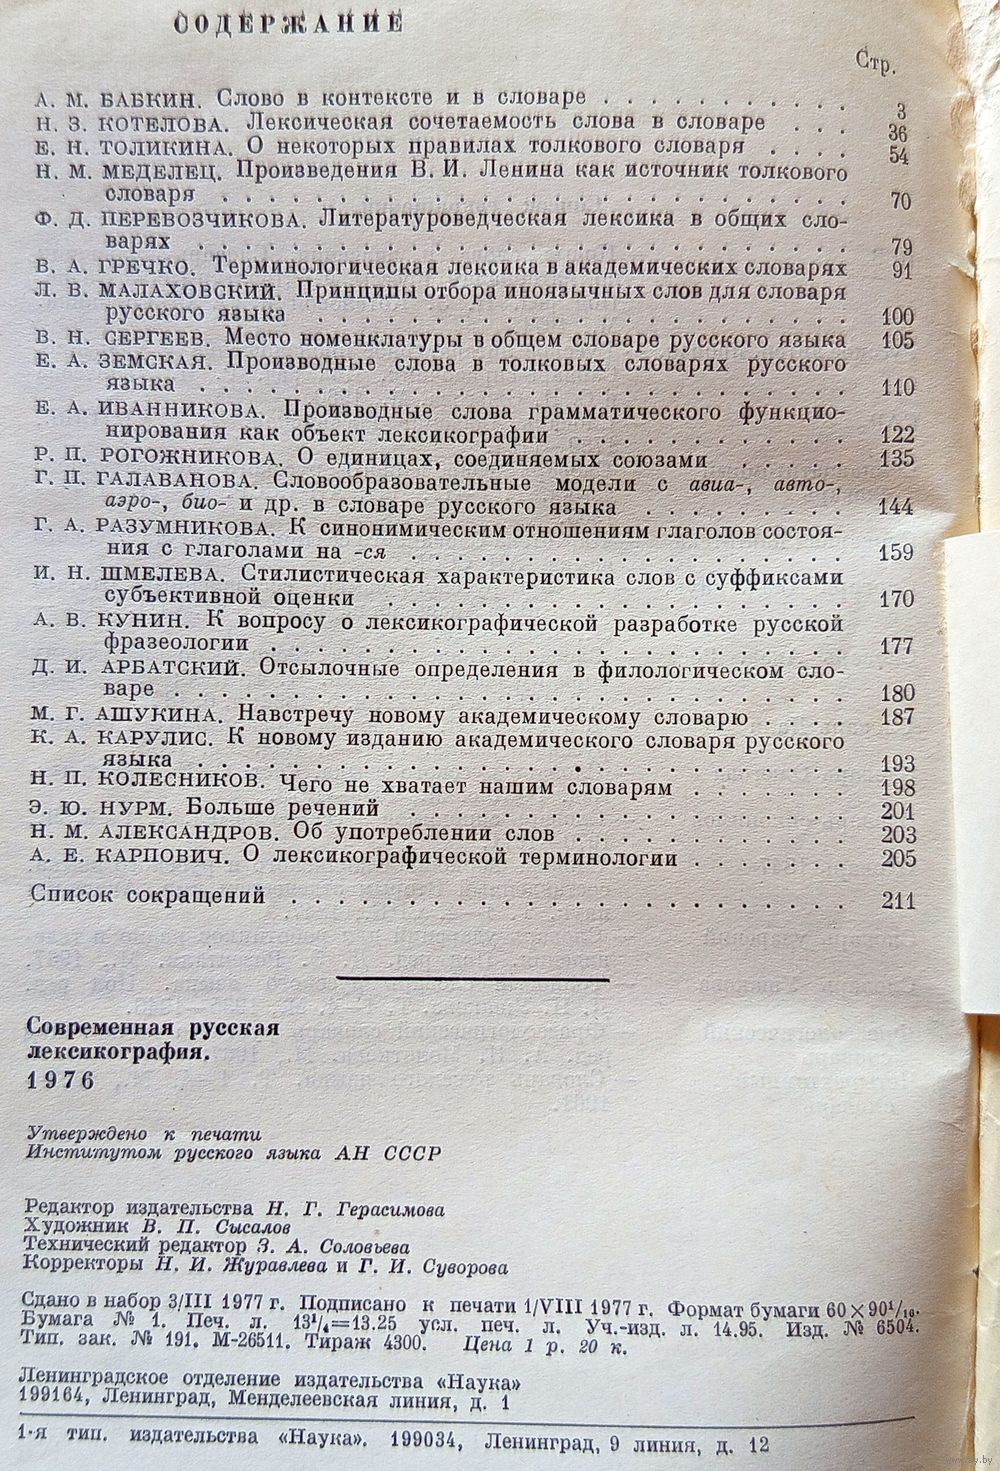 СОДЕРЖАНИЕ
Стр.
А. М. БАБКИН. Слово в контексте и в словаре . . . . . . . . . . . 3
Н. З. КОТЕЛОВА. Лексическая сочетаемость слова в словаре . . . 36
Е. Н. ТОЛИКИНА. О некоторых правилах толкового словаря . . . . 54
Н. М. МЕДЕЛЕЦ. Произведения В. И. Ленина как источник толкового
словаря . . . . . . . . . . . . . . . . . . . . . . . . . . . 70
Ф. Д. ПЕРЕВОЗЧИКОВА. Литературоведческая лексика в общих сло-
варях . . . . . . . . . . . . . . . . . . . . . . . . . . . . 79
В. А. ГРЕЧКО. Терминологическая лексика в академических словарях 91
Л. В. МАЛАХОВСКИЙ. Принципы отбора иноязычных слов для словаря
русского языка . . . . . . . . . . . . . . . . . . . . . . . 100
В. Н. СЕРГЕЕВ. Место номенклатуры в общем словаре русского языка 105
Е. А. ЗЕМСКАЯ. Производные слова в толковых словарях русского
языка . . . . . . . . . . . . . . . . . . . . . . . . . . . . 110
Е. А. ИВАННИКОВА. Производные слова грамматического функцио-
нирования как объект лексикографии . . . . . . . . . . . . 122
Р. П. РОГОЖНИКОВА. О единицах, соединяемых союзами . . . . . 135
Г. П. ГАЛАВАНОВА. Словообразовательные модели с авиа-, авто-,
аэро-, био- и др. в словаре русского языка . . . . . . . . . 144
Г. А. РАЗУМНИКОВА. К синонимическим отношениям глаголов состоя-
ния с глаголами на -ся . . . . . . . . . . . . . . . . . . . 159
И. Н. ШМЕЛЕВА. Стилистическая характеристика слов с суффиксами
субъективной оценки . . . . . . . . . . . . . . . . . . . . 170
А. В. КУНИН. К вопросу о лексикографической разработке русской
фразеологии . . . . . . . . . . . . . . . . . . . . . . . . . 177
Д. И. АРБАТСКИЙ. Отсылочные определения в филологическом сло-
варе . . . . . . . . . . . . . . . . . . . . . . . . . . . . . 180
М. Г. АШУКИНА. Навстречу новому академическому словарю . . . . 187
К. А. КАРУЛИС. К новому изданию академического словаря русского
языка . . . . . . . . . . . . . . . . . . . . . . . . . . . . 193
Н. П. КОЛЕСНИКОВ. Чего не хватает нашим словарям . . . . . . . 198
Э. Ю. НУРМ. Больше речений . . . . . . . . . . . . . . . . . . . 201
Н. М. АЛЕКСАНДРОВ. Об употреблении слов . . . . . . . . . . . . 203
А. Е. КАРПОВИЧ. О лексикографической терминологии . . . . . . . 205
Список сокращений . . . . . . . . . . . . . . . . . . . . . . . . 211
Современная русская
лексикография.
1976
Утверждено к печати
Институтом русского языка АН СССР
Редактор издательства Н. Г. Герасимова
Художник В. П. Сысалов
Технический редактор З. А. Соловьева
Корректоры Н. И. Журавлева и Г. И. Суворова
Сдано в набор 3/III 1977 г. Подписано к печати 1/VIII 1977 г. Формат бумаги 60×90¹/₁₆.
Бумага № 1. Печ. л. 13¹/₄=13.25 усл. печ. л. Уч.-изд. л. 14.95. Изд. № 6504.
Тип. зак. № 191. М-26511. Тираж 4300. Цена 1 р. 20 к.
Ленинградское отделение издательства «Наука»
199164, Ленинград, Менделеевская линия, д. 1
1-я тип. издательства «Наука». 199034, Ленинград, 9 линия, д. 12